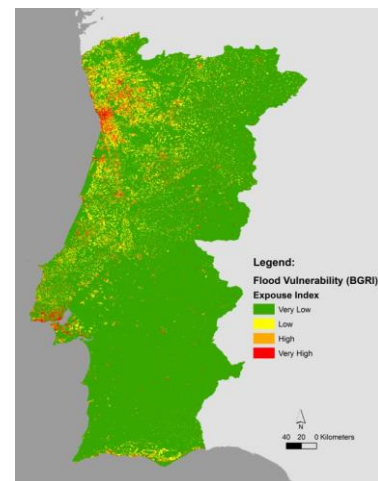 Legend:
Flood Vulnerability (BGRI)
Expouse Index
Very Low
Low
High
Very High
N
40 20 0 Kilometers